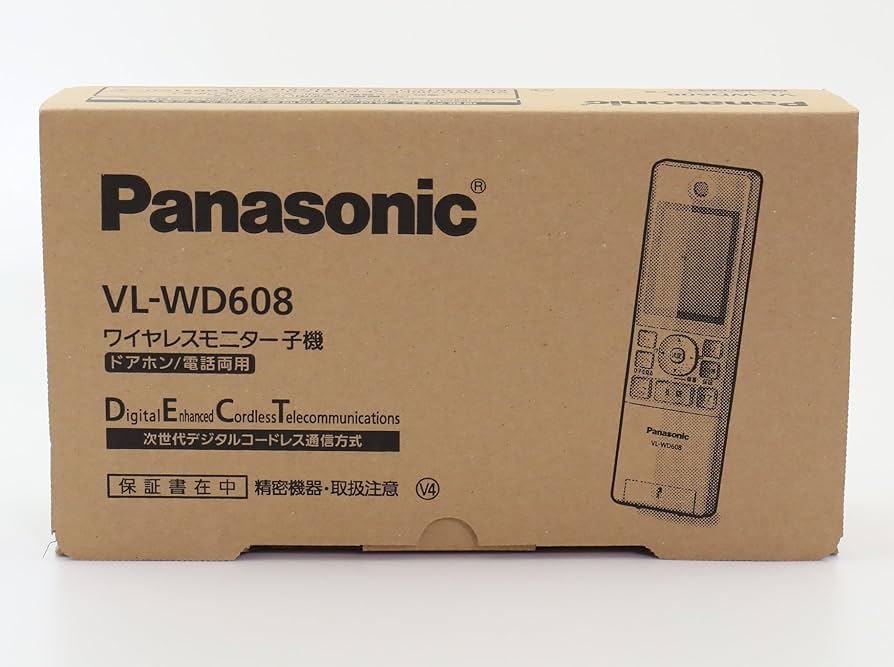 Panasonic
Panasonic®
VL-WD608
ワイヤレスモニター子機
ドアホン/電話両用
Digital Enhanced Cordless Telecommunications
次世代デジタルコードレス通信方式
保証書在中 精密機器・取扱注意 V4
Panasonic
VL-WD608